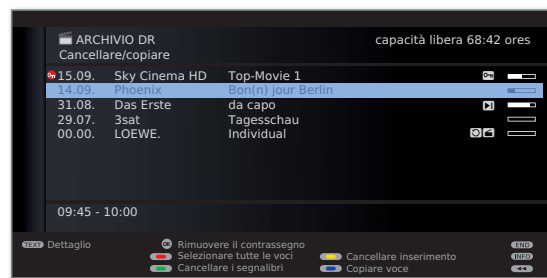 ARCHIVIO DR capacità libera 68:42 ores
Cancellare/copiare
15.09. Sky Cinema HD Top-Movie 1
14.09. Phoenix Bon(n) jour Berlin
31.08. Das Erste da capo
29.07. 3sat Tagesschau
00.00. LOEWE. Individual
09:45 - 10:00
TEXT Dettaglio OK Rimuovere il contrassegno END
Selezionare tutte le voci Cancellare inserimento INFO
Cancellare i segnalibri Copiare voce